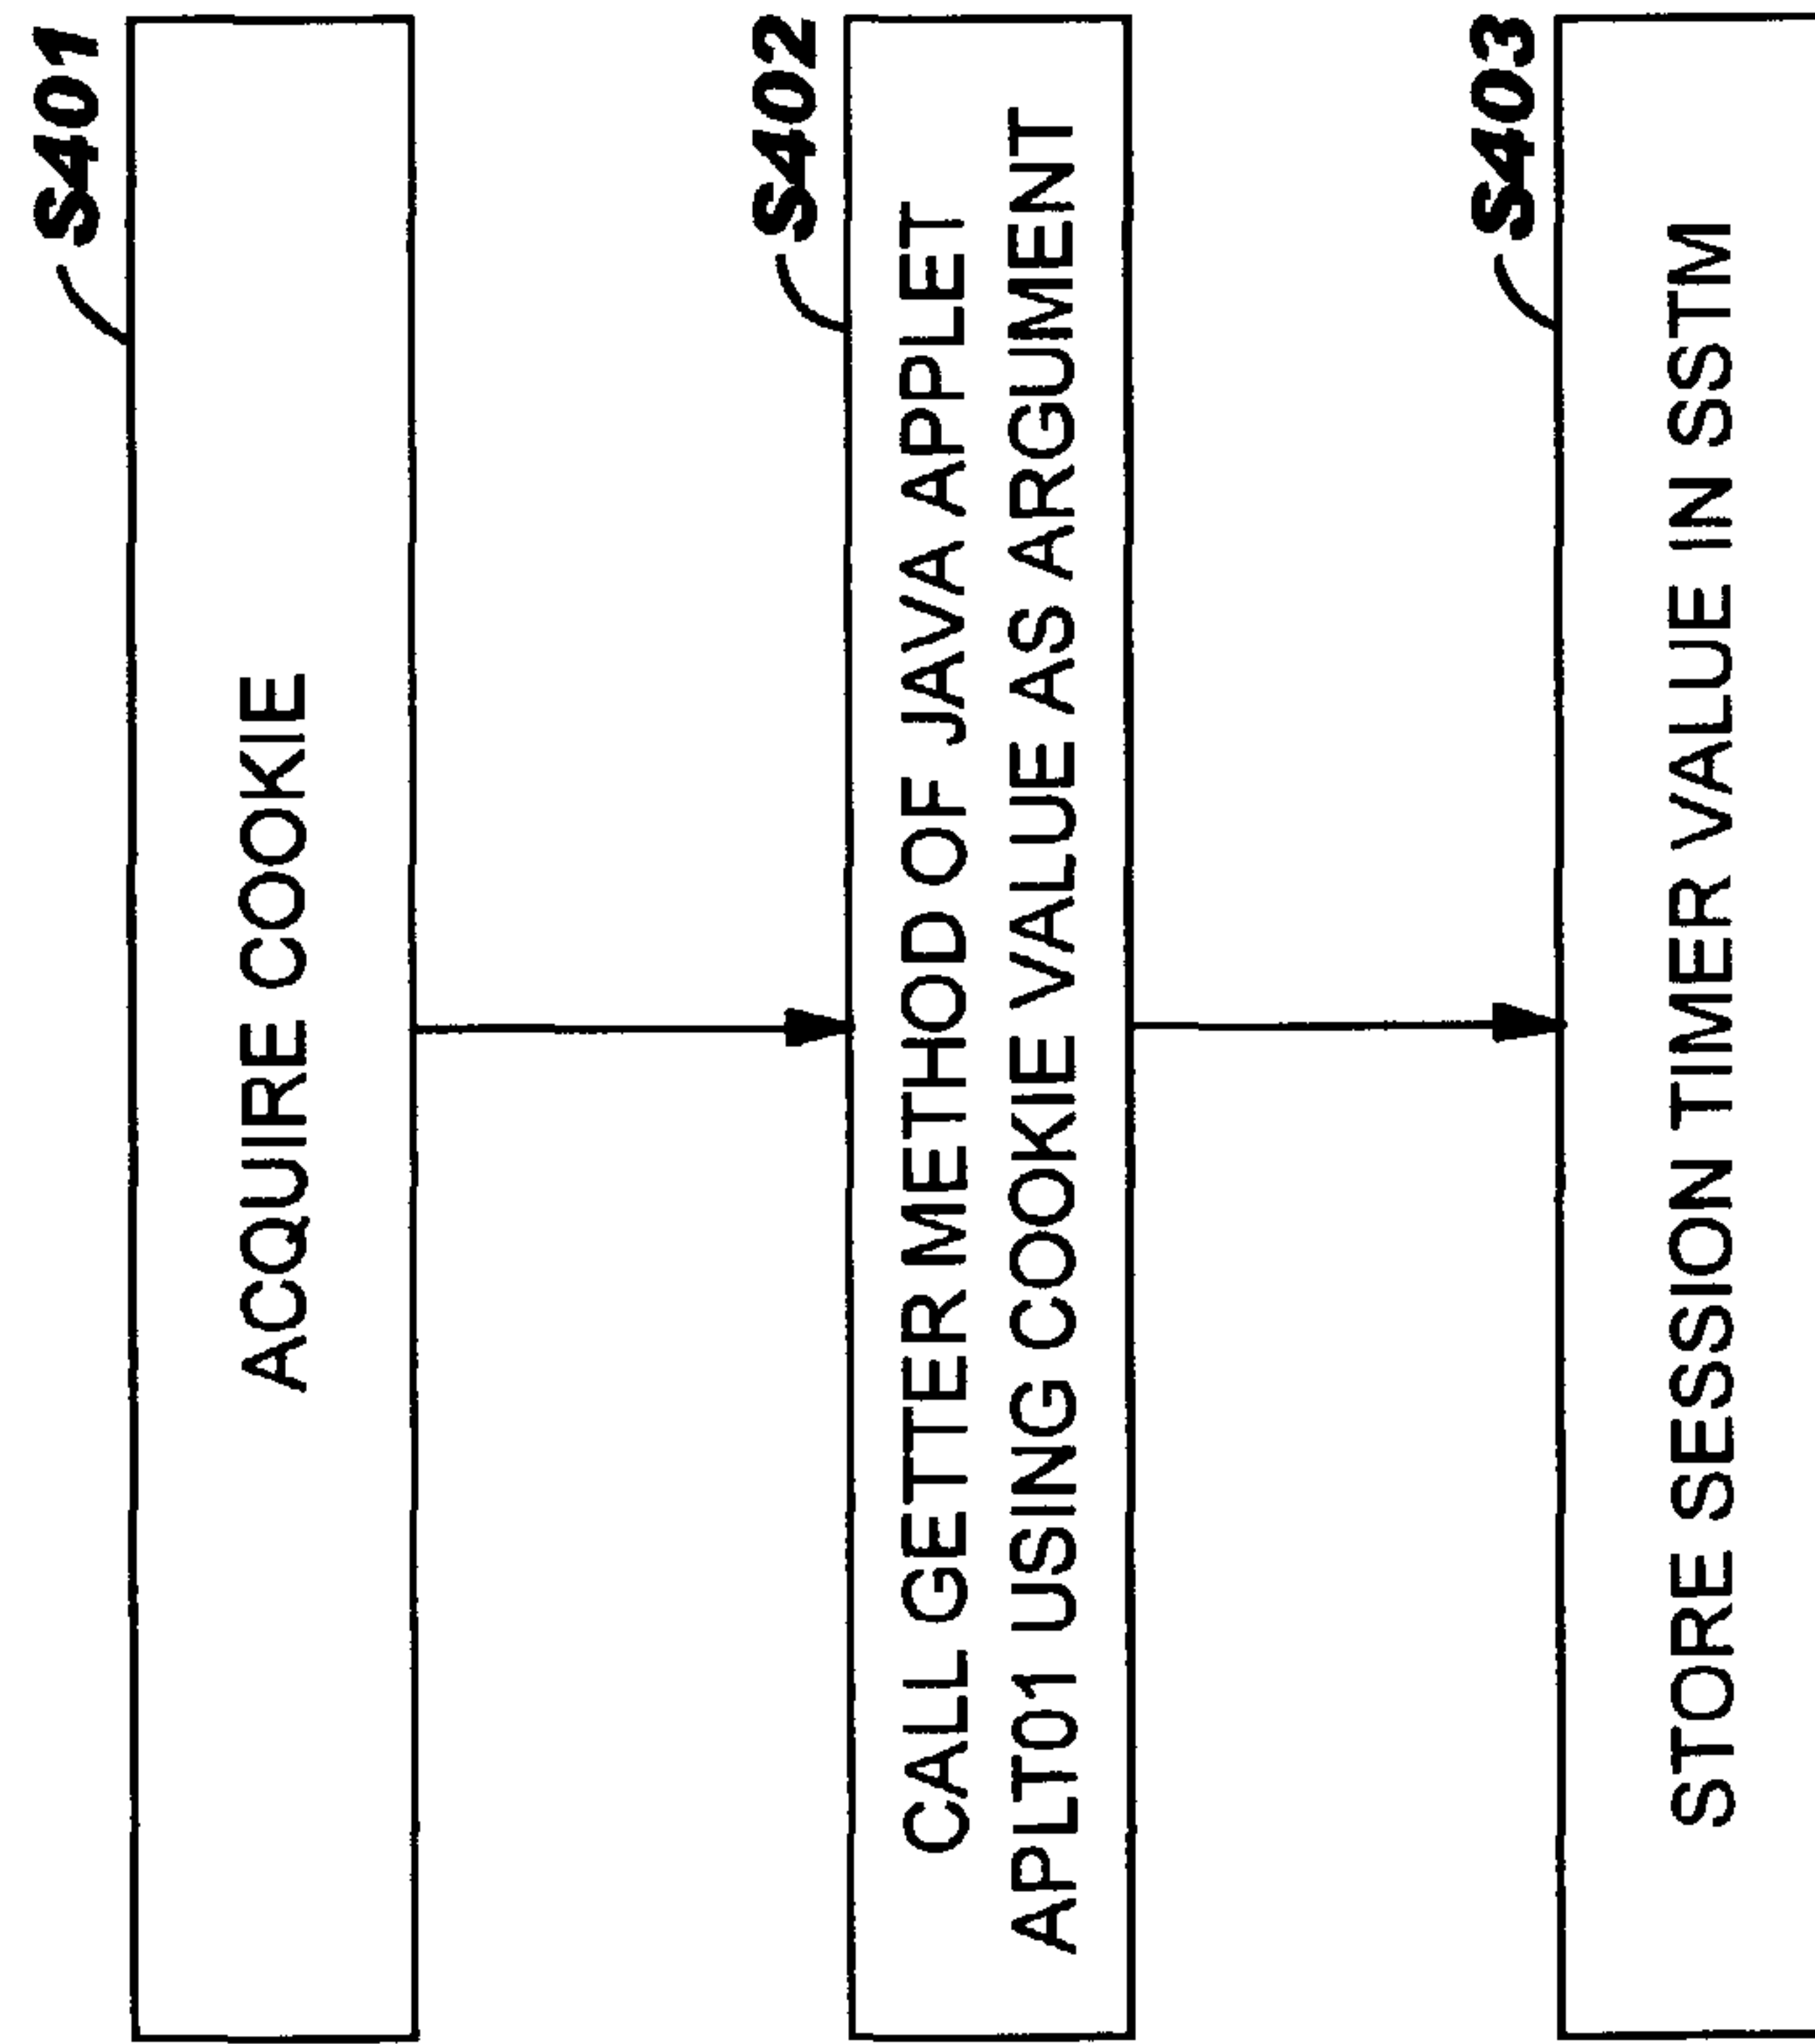 S401
ACQUIRE COOKIE
S402
CALL GETTER METHOD OF JAVA APPLET
APLT01 USING COOKIE VALUE AS ARGUMENT
S403
STORE SESSION TIMER VALUE IN SSTM